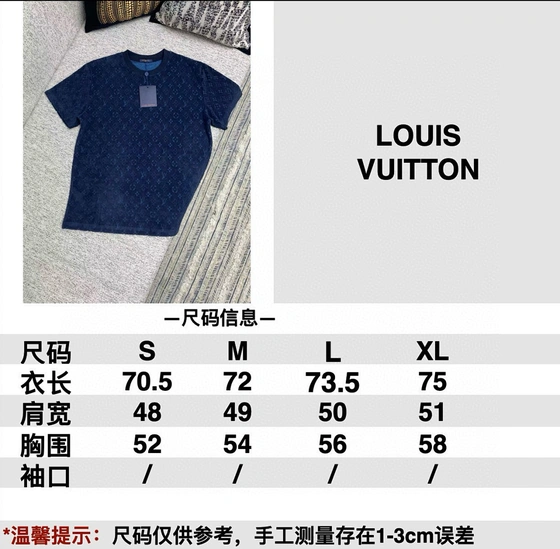 LOUIS
VUITTON
—尺码信息—
尺码 S M L XL
衣长 70.5 72 73.5 75
肩宽 48 49 50 51
胸围 52 54 56 58
袖口 / / / /
*温馨提示：尺码仅供参考，手工测量存在1-3cm误差